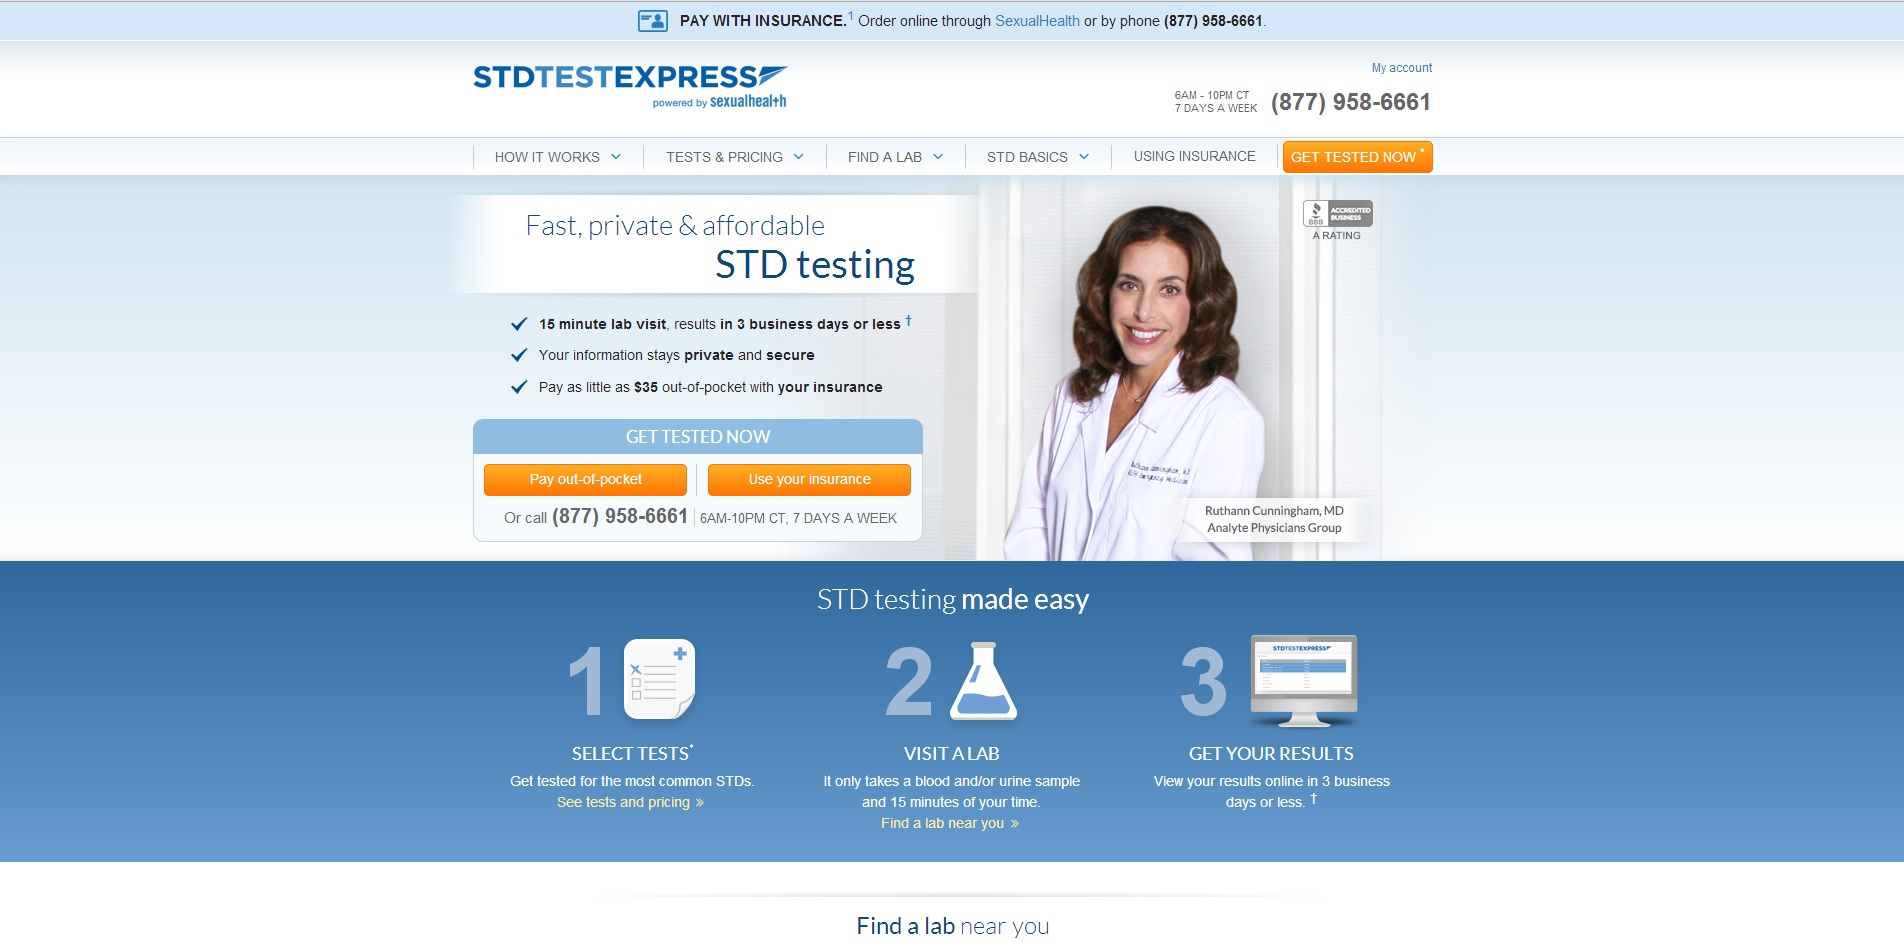 PAY WITH INSURANCE.¹ Order online through SexualHealth or by phone (877) 958-6661.
STDTESTEXPRESS
powered by sexualhealth
My account
6AM - 10PM CT
7 DAYS A WEEK
(877) 958-6661
HOW IT WORKS
TESTS & PRICING
FIND A LAB
STD BASICS
USING INSURANCE
GET TESTED NOW *
Fast, private & affordable
STD testing
BBB
ACCREDITED
BUSINESS
A RATING
15 minute lab visit, results in 3 business days or less †
Your information stays private and secure
Pay as little as $35 out-of-pocket with your insurance
GET TESTED NOW
Pay out-of-pocket
Use your insurance
Or call (877) 958-6661 | 6AM-10PM CT, 7 DAYS A WEEK
Ruthann Cunningham, MD
Analyte Physicians Group
STD testing made easy
1
SELECT TESTS*
Get tested for the most common STDs.
See tests and pricing »
2
VISIT A LAB
It only takes a blood and/or urine sample
and 15 minutes of your time.
Find a lab near you »
3
STDTESTEXPRESS
GET YOUR RESULTS
View your results online in 3 business
days or less. †
Find a lab near you